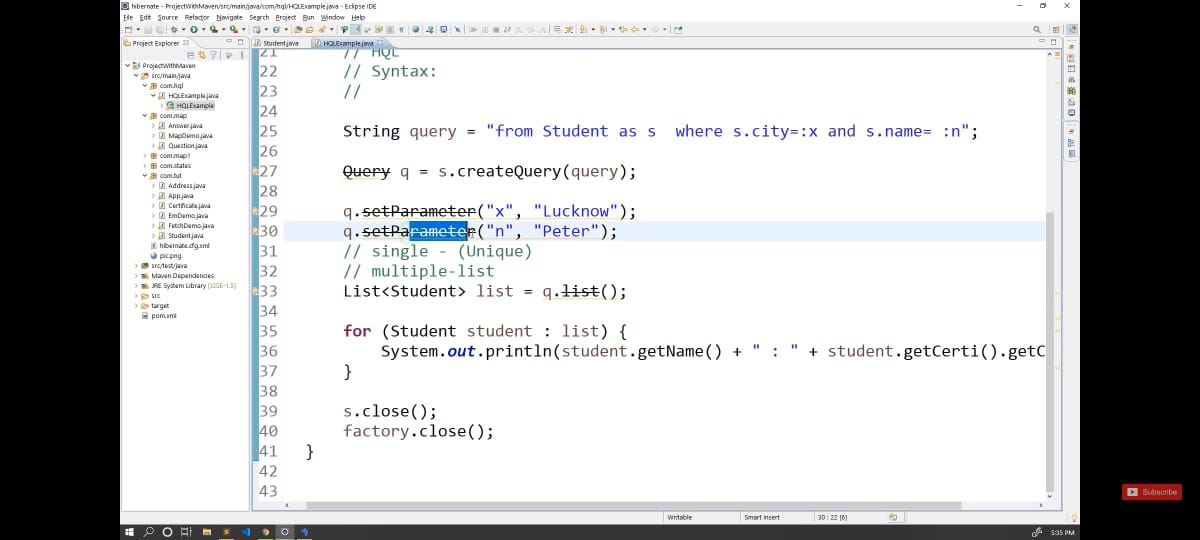 hibernate - ProjectWithMaven/src/main/java/com/hql/HQLExample.java - Eclipse IDE
File Edit Source Refactor Navigate Search Project Run Window Help
Project Explorer
Student.java
HQLExample.java
ProjectWithMaven
src/main/java
com.hql
HQLExample.java
HQLExample
com.map
Answer.java
MapDemo.java
Question.java
com.map1
com.states
com.tut
Address.java
App.java
Certificate.java
EmDemo.java
FetchDemo.java
Student.java
hibernate.cfg.xml
pic.png
src/test/java
Maven Dependencies
JRE System Library [J2SE-1.5]
src
target
pom.xml
21 // HQL
22 // Syntax:
23 //
24
25 String query = "from Student as s  where s.city=:x and s.name= :n";
26
27 Query q = s.createQuery(query);
28
29 q.setParameter("x", "Lucknow");
30 q.setParameter("n", "Peter");
31 // single - (Unique)
32 // multiple-list
33 List<Student> list = q.list();
34
35 for (Student student : list) {
36 System.out.println(student.getName() + " : " + student.getCerti().getC
37 }
38
39 s.close();
40 factory.close();
41 }
42
43
Writable Smart Insert 30 : 22 [6]
Subscribe
5:35 PM